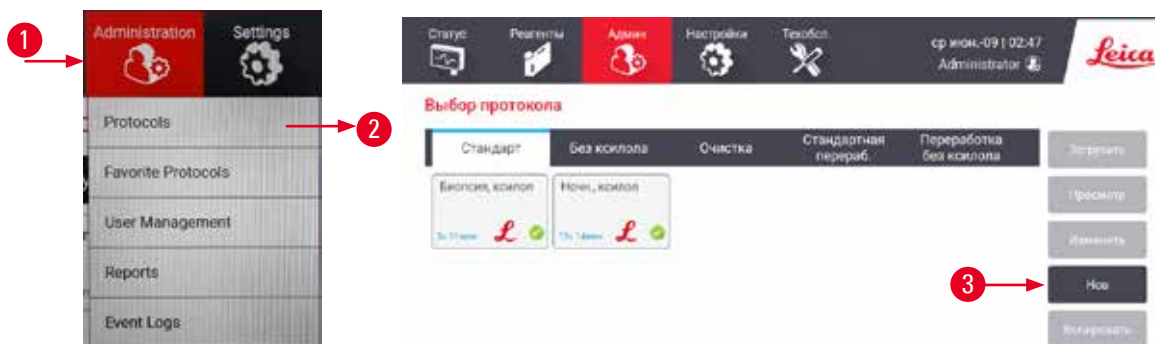 1
Administration Settings
Protocols
2
Favorite Protocols
User Management
Reports
Event Logs
Статус Реагенты Админ Настройки Техобсл.
ср июн.-09 | 02:47
Administrator
Leica
Выбор протокола
Стандарт Без ксилола Очистка Стандартная перераб. Переработка без ксилола
Загрузить
Биопсия, ксилол Ночн., ксилол
Просмотр
Изменить
3
Нов
Копировать